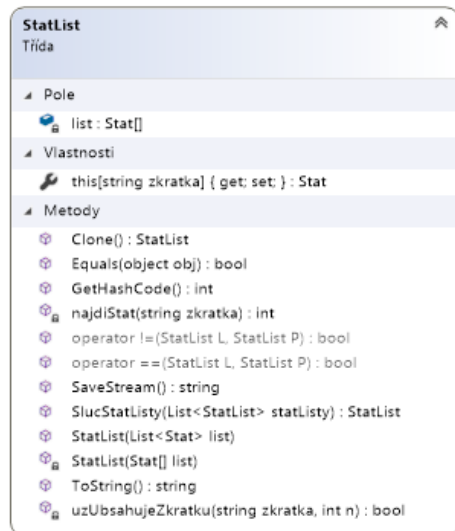 StatList
Třída
Pole
list : Stat[]
Vlastnosti
this[string zkratka] { get; set; } : Stat
Metody
Clone() : StatList
Equals(object obj) : bool
GetHashCode() : int
najdiStat(string zkratka) : int
operator !=(StatList L, StatList P) : bool
operator ==(StatList L, StatList P) : bool
SaveStream() : string
SlucStatListy(List<StatList> statListy) : StatList
StatList(List<Stat> list)
StatList(Stat[] list)
ToString() : string
uzUbsahujeZkratku(string zkratka, int n) : bool